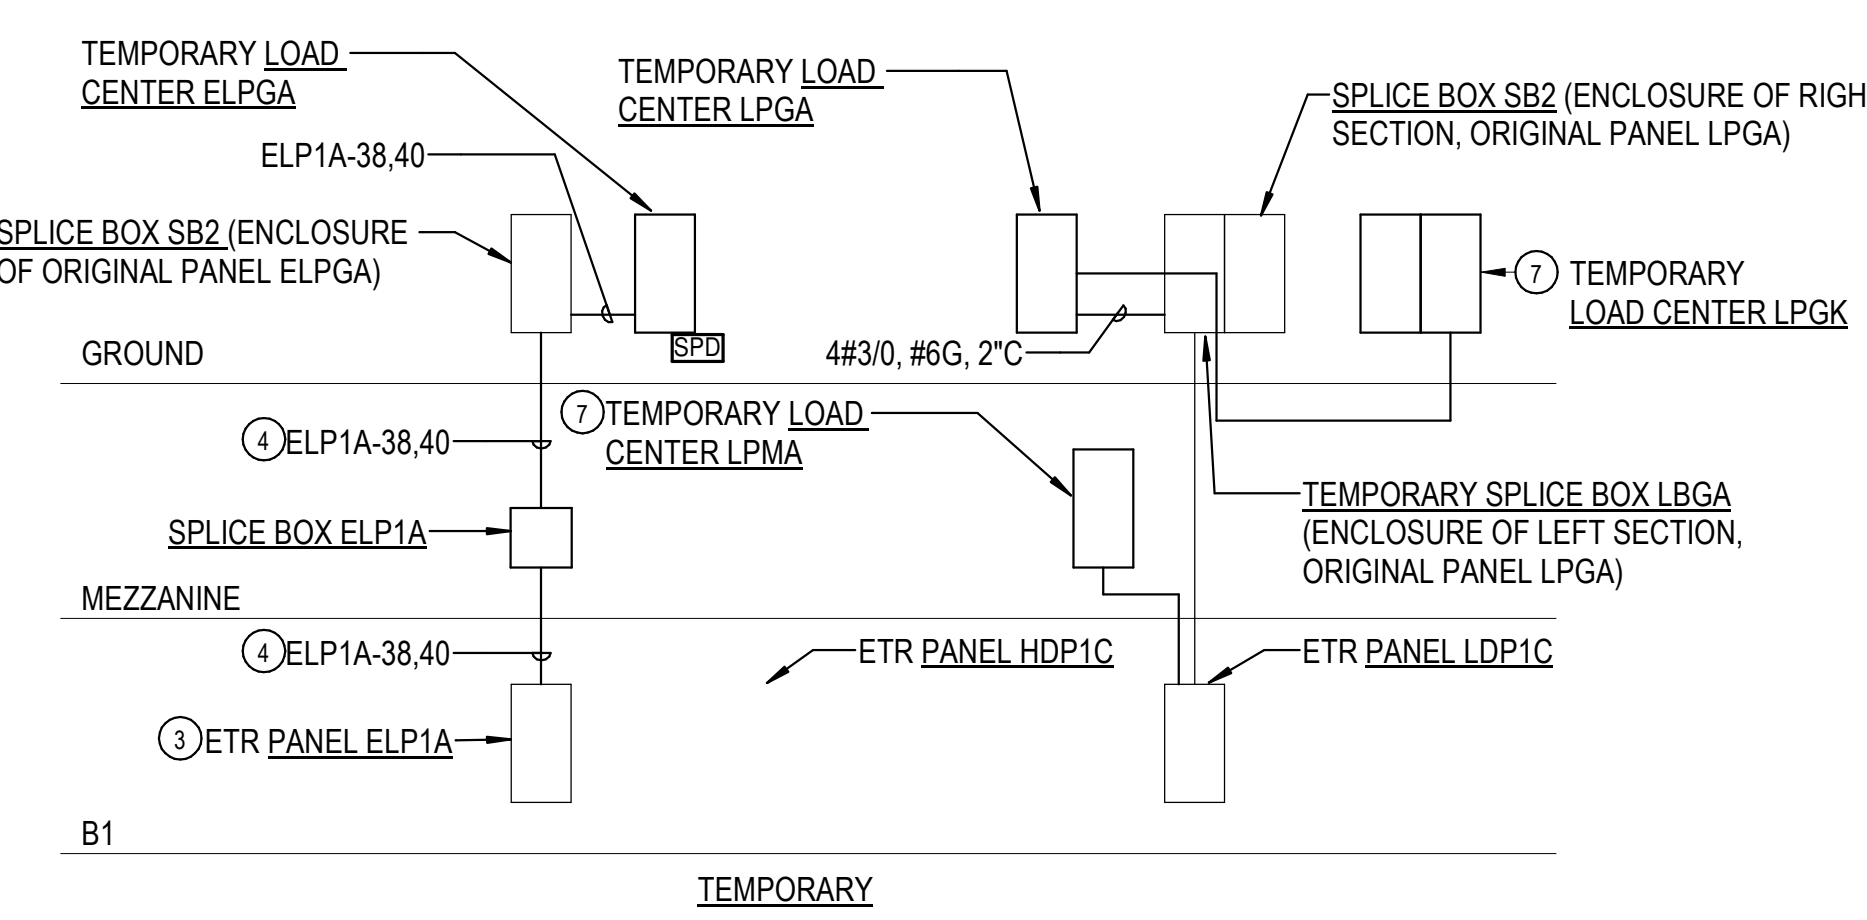 TEMPORARY LOAD
CENTER ELPGA
TEMPORARY LOAD
CENTER LPGA
SPLICE BOX SB2 (ENCLOSURE OF RIGH
SECTION, ORIGINAL PANEL LPGA)
ELP1A-38,40
SPLICE BOX SB2 (ENCLOSURE
OF ORIGINAL PANEL ELPGA)
7 TEMPORARY
LOAD CENTER LPGK
SPD
4#3/0, #6G, 2"C
GROUND
4 ELP1A-38,40
7 TEMPORARY LOAD
CENTER LPMA
TEMPORARY SPLICE BOX LBGA
(ENCLOSURE OF LEFT SECTION,
ORIGINAL PANEL LPGA)
SPLICE BOX ELP1A
MEZZANINE
4 ELP1A-38,40
ETR PANEL HDP1C
ETR PANEL LDP1C
3 ETR PANEL ELP1A
B1
TEMPORARY